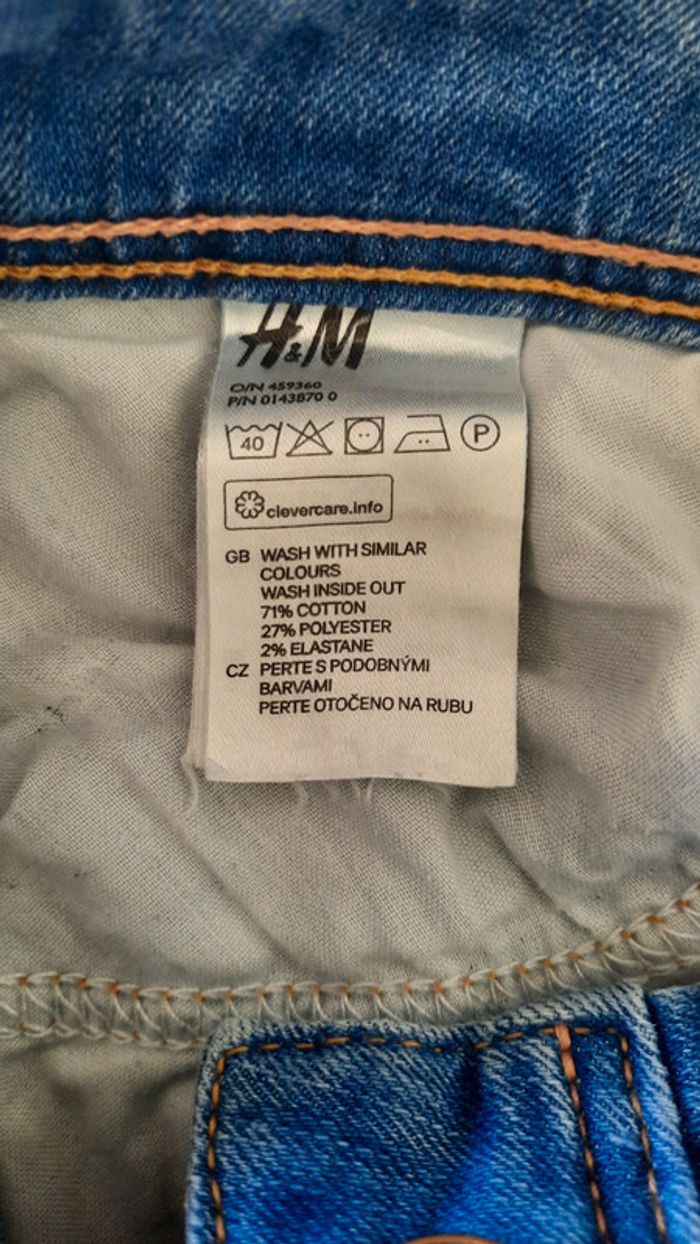 H&M
O/N 459360
P/N 0143870 0
40 P
clevercare.info
GB WASH WITH SIMILAR
COLOURS
WASH INSIDE OUT
71% COTTON
27% POLYESTER
2% ELASTANE
CZ PERTE S PODOBNÝMI
BARVAMI
PERTE OTOČENO NA RUBU